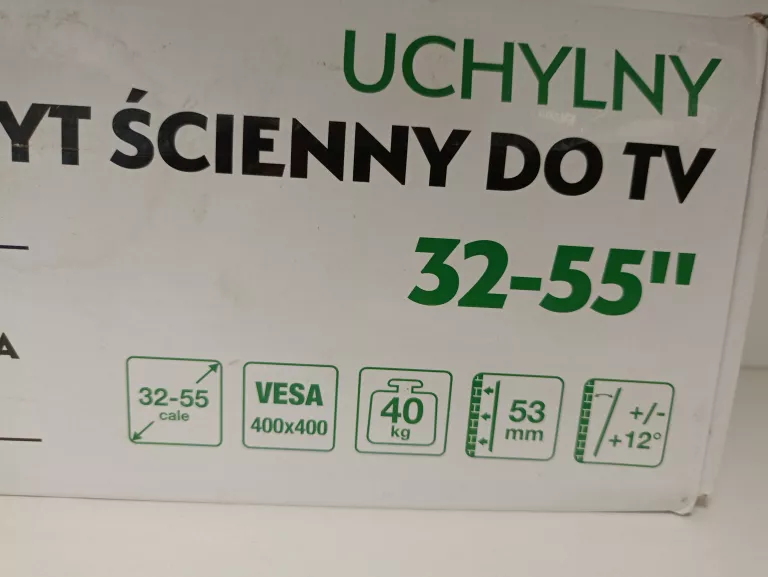 UCHYLNY
YT ŚCIENNY DO TV
32-55"
A
32-55
cale
VESA
400x400
40
kg
53
mm
+/-
+12°